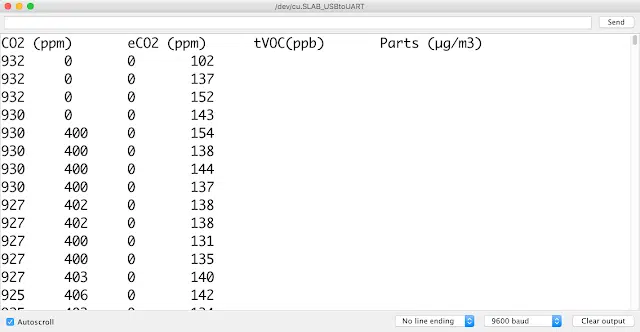 /dev/cu.SLAB_USBtoUART
Send
CO2 (ppm) eCO2 (ppm) tVOC(ppb) Parts (µg/m3)
932 0 0 102
932 0 0 137
932 0 0 152
930 0 0 143
930 400 0 154
930 400 0 138
930 400 0 144
930 400 0 137
927 402 0 138
927 402 0 138
927 400 0 131
927 400 0 135
927 403 0 140
925 406 0 142
Autoscroll No line ending 9600 baud Clear output